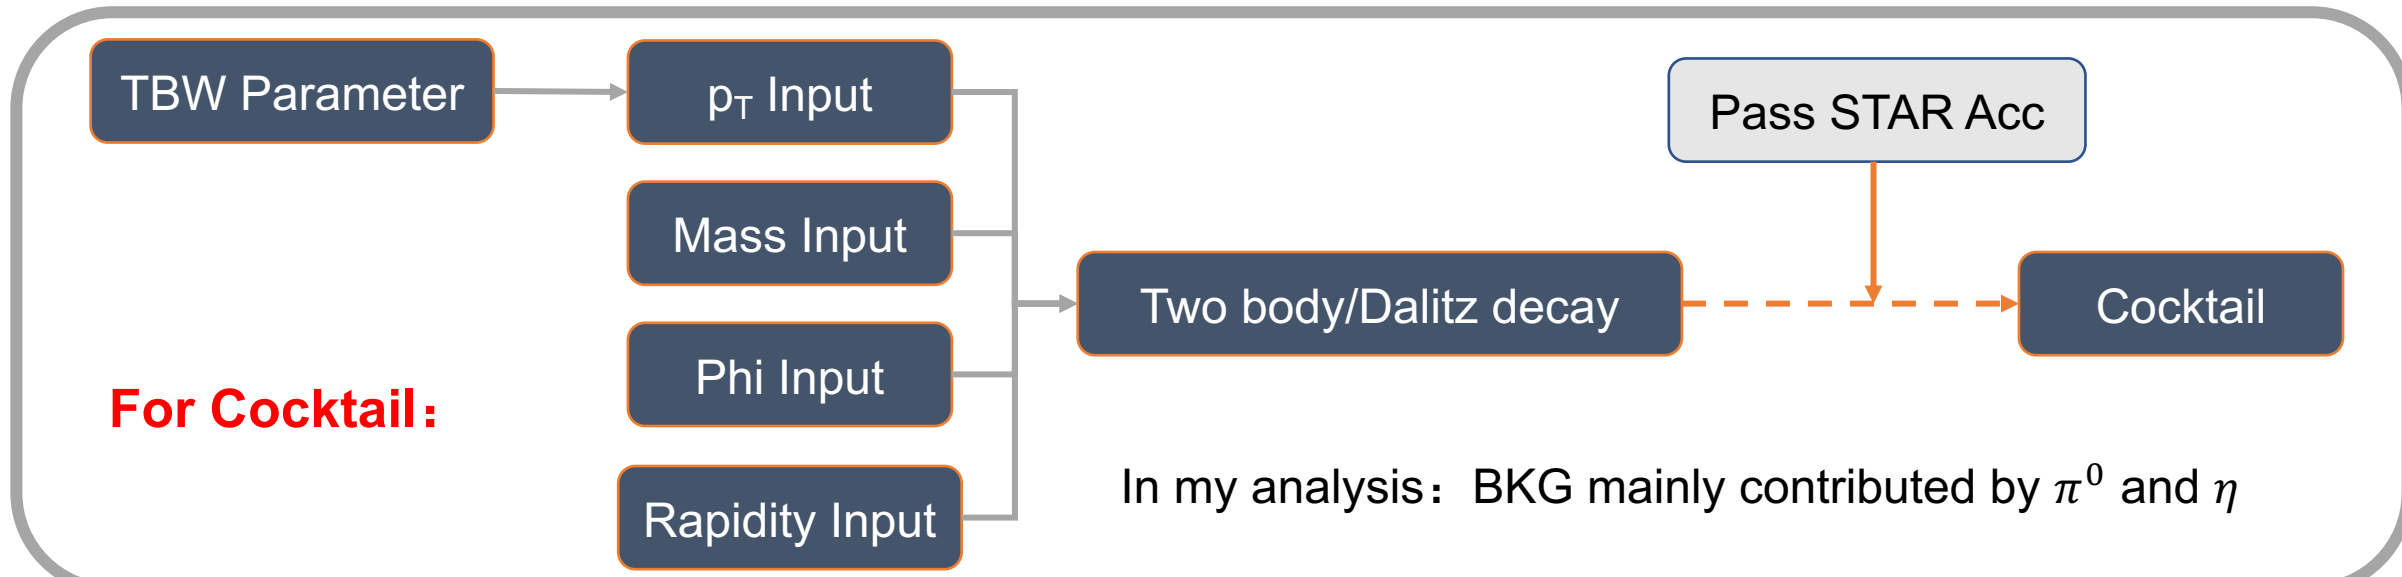 TBW Parameter
p_T Input
Pass STAR Acc
Mass Input
Two body/Dalitz decay
Cocktail
Phi Input
For Cocktail：
In my analysis：BKG mainly contributed by π⁰ and η
Rapidity Input